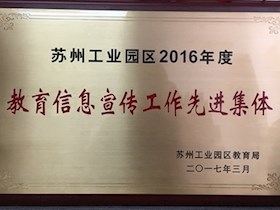 苏州工业园区2016年度
教育信息宣传工作先进集体
苏州工业园区教育局
二〇一七年三月